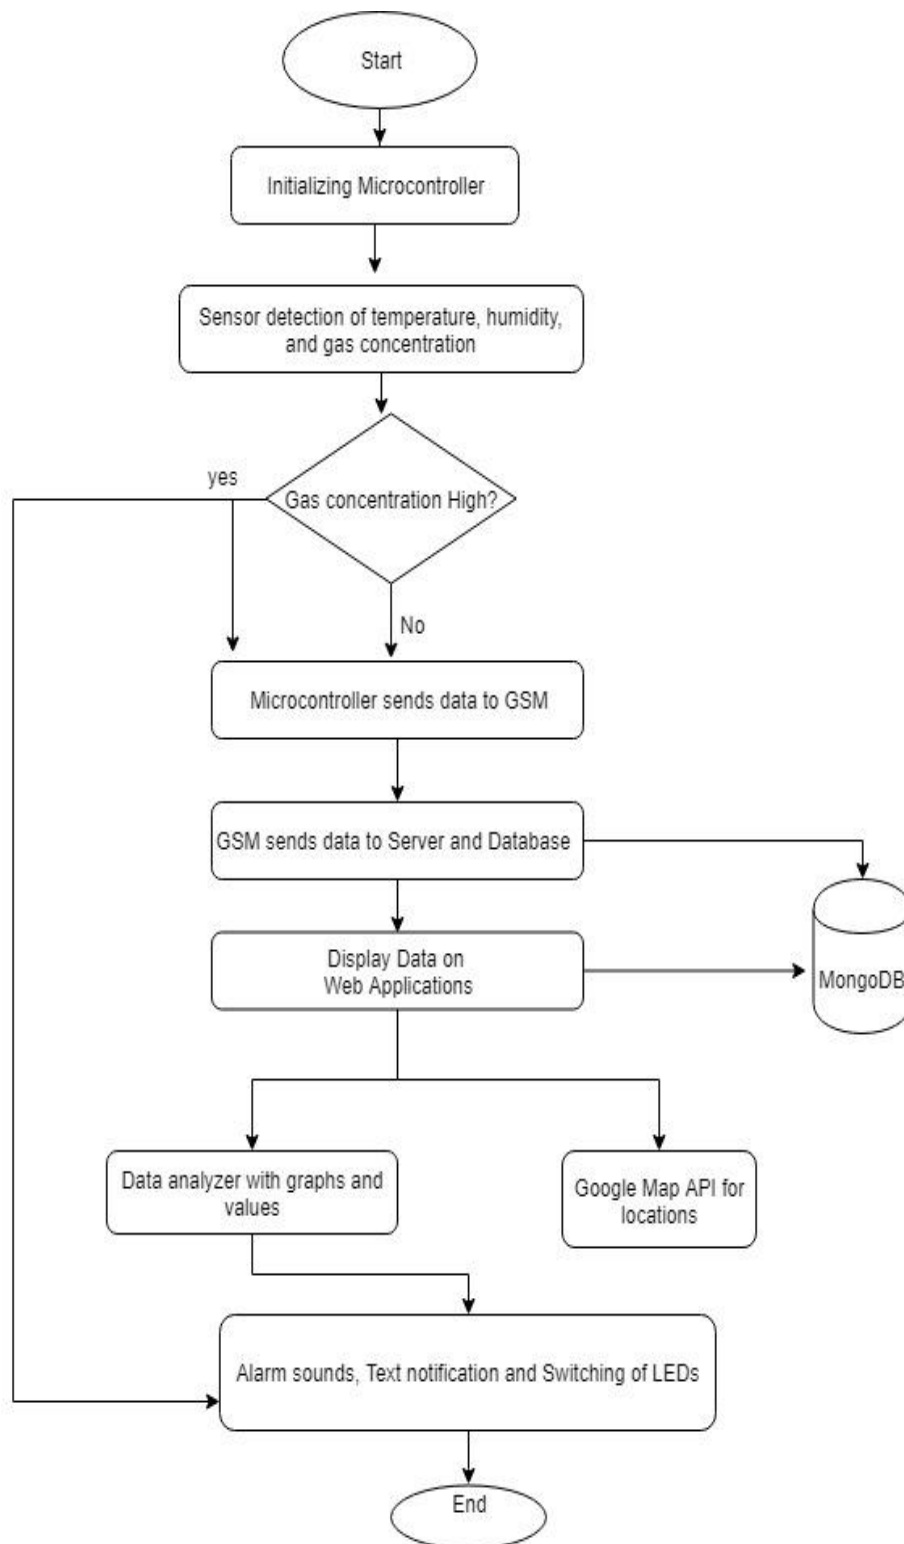 Start
Initializing Microcontroller
Sensor detection of temperature, humidity,
and gas concentration
yes
Gas concentration High?
No
Microcontroller sends data to GSM
GSM sends data to Server and Database
Display Data on
Web Applications
MongoDB
Data analyzer with graphs and
values
Google Map API for
locations
Alarm sounds, Text notification and Switching of LEDs
End